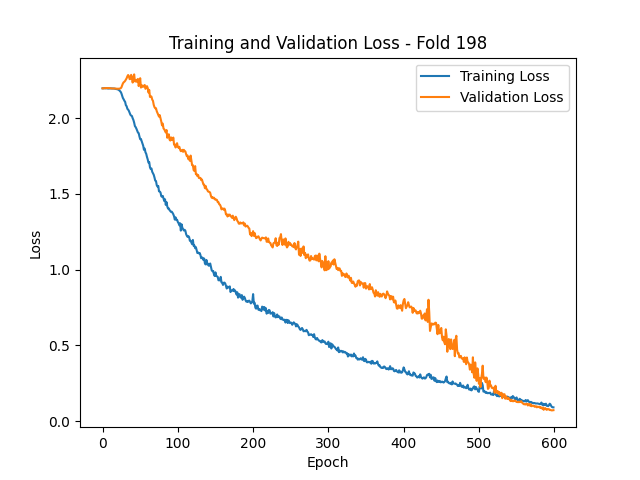 Training and Validation Loss - Fold 198
Training Loss
Validation Loss
Loss
2.0
1.5
1.0
0.5
0.0
0 100 200 300 400 500 600
Epoch